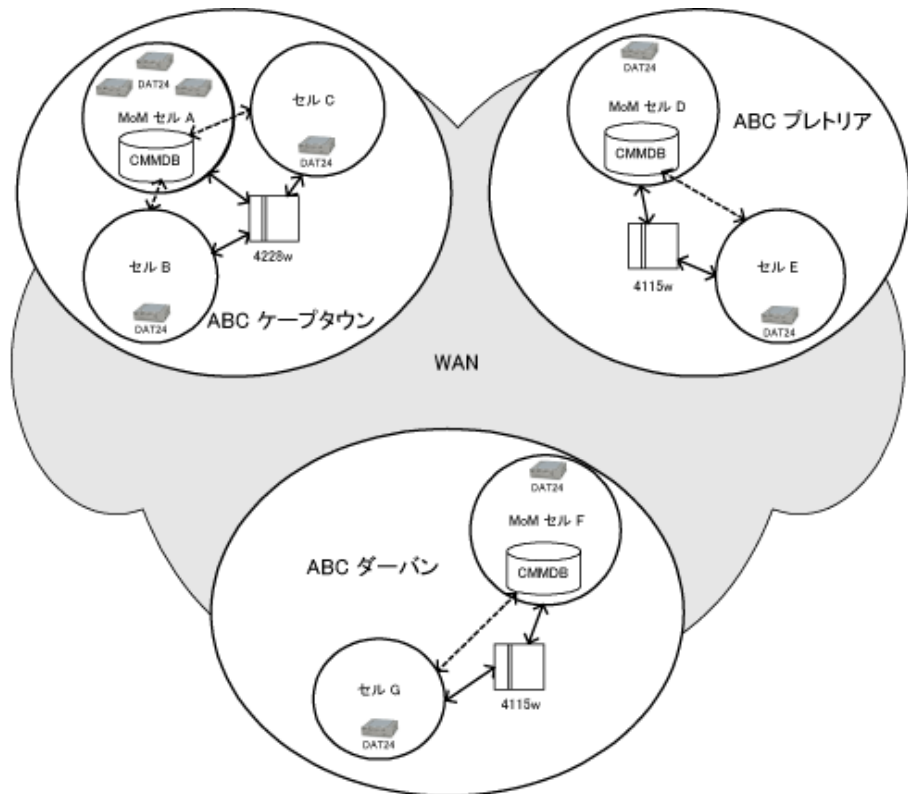 DAT24
MoM セル A
CMMDB
セル C
DAT24
4228w
セル B
DAT24
ABC ケープタウン
DAT24
MoM セル D
CMMDB
ABC プレトリア
4115w
セル E
DAT24
WAN
DAT24
MoM セル F
CMMDB
ABC ダーバン
4115w
セル G
DAT24